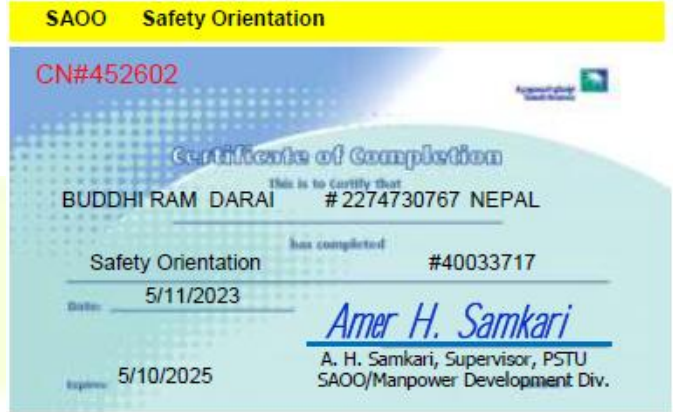 SAOO Safety Orientation
CN#452602
Certificate of Completion
This is to Certify that
BUDDHI RAM DARAI # 2274730767 NEPAL
has completed
Safety Orientation #40033717
Date: 5/11/2023
Amer H. Samkari
A. H. Samkari, Supervisor, PSTU
Expires 5/10/2025 SAOO/Manpower Development Div.